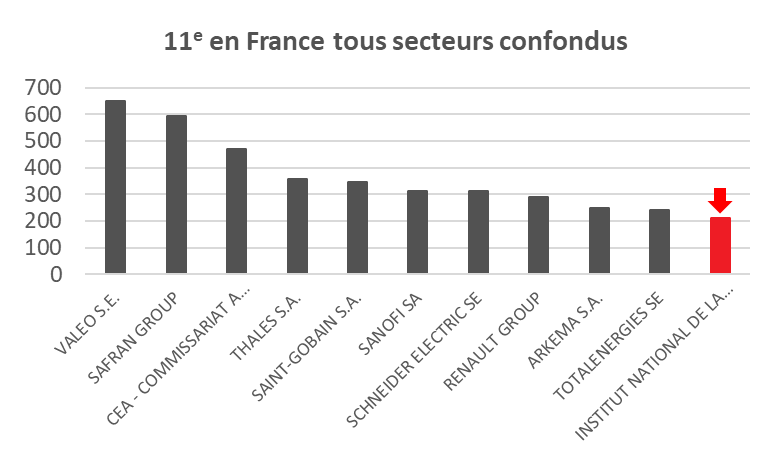 11e en France tous secteurs confondus
700
600
500
400
300
200
100
0
VALEO S.E.
SAFRAN GROUP
CEA - COMMISSARIAT A...
THALES S.A.
SAINT-GOBAIN S.A.
SANOFI SA
SCHNEIDER ELECTRIC SE
RENAULT GROUP
ARKEMA S.A.
TOTALENERGIES SE
INSTITUT NATIONAL DE LA...